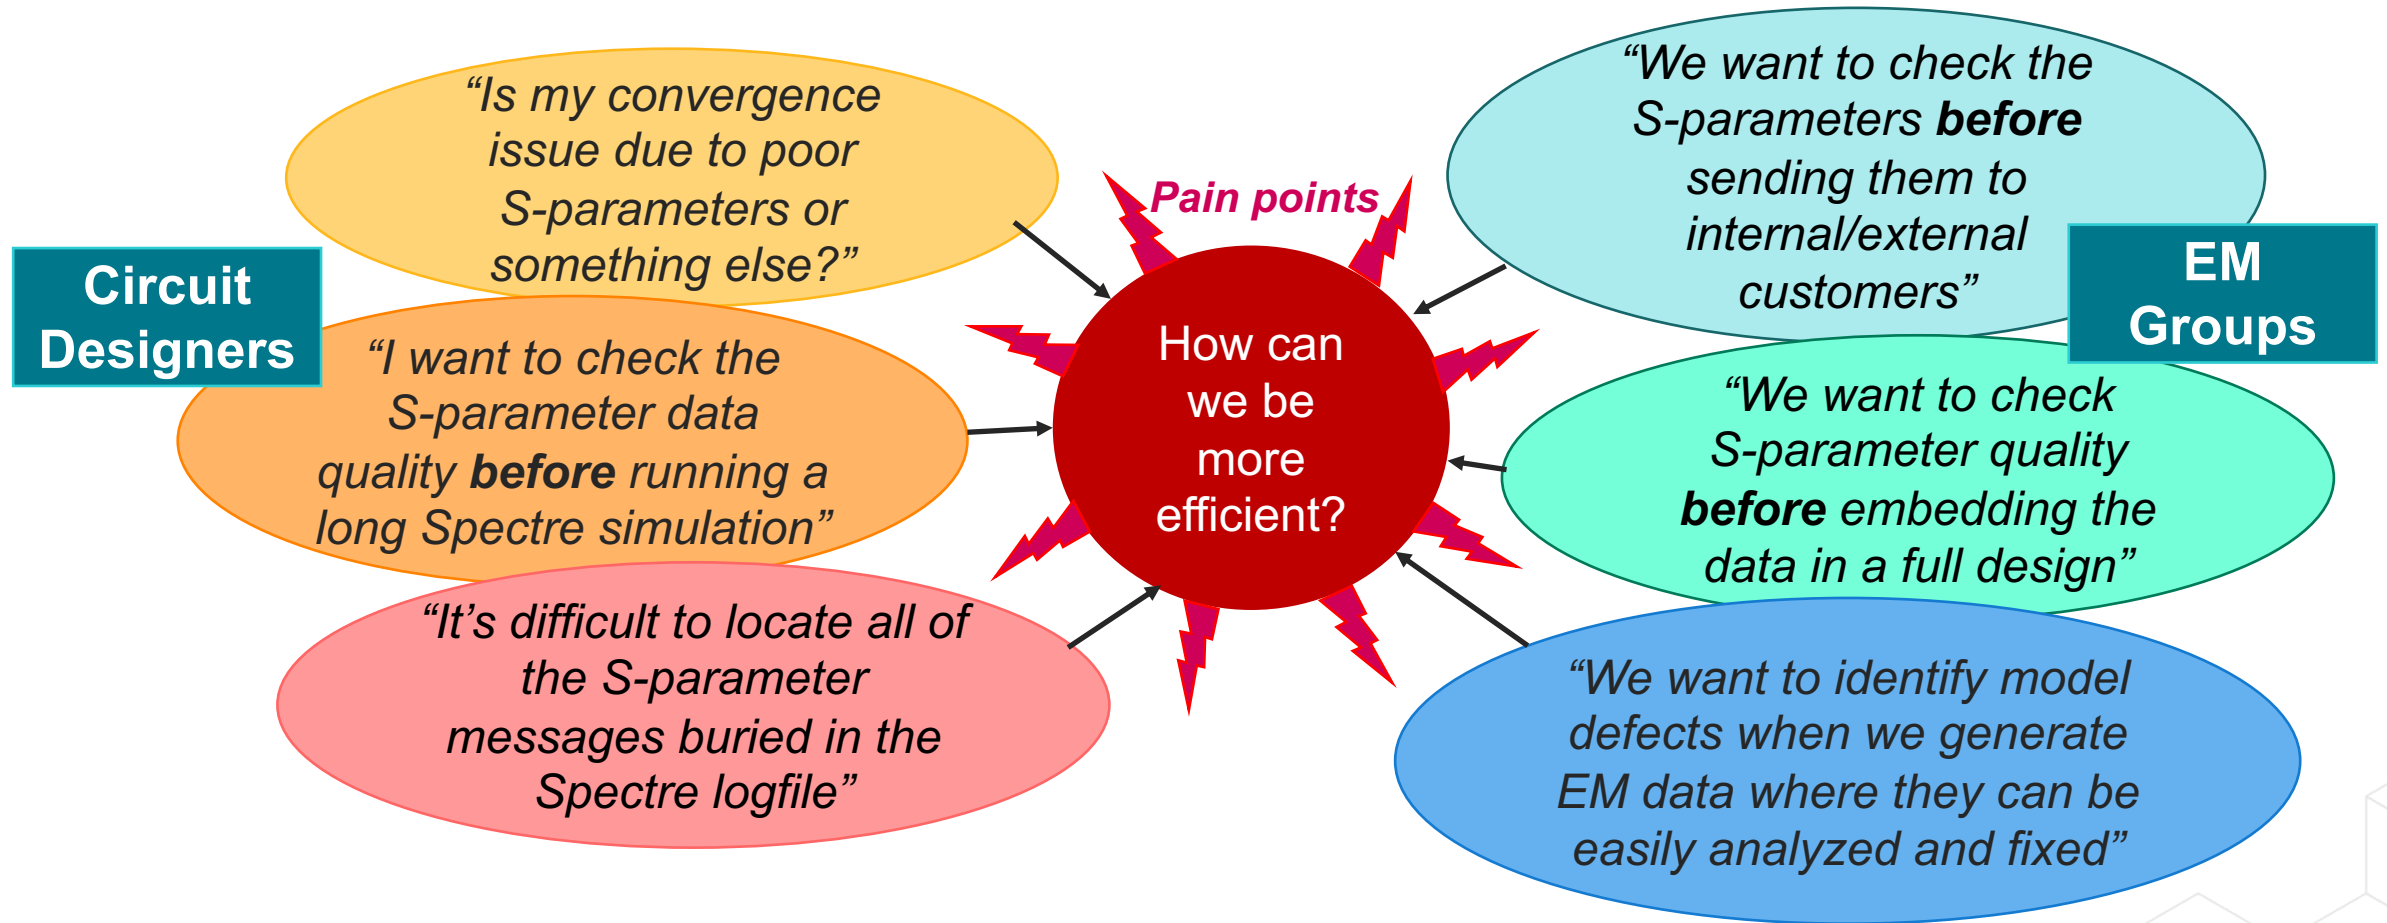 Circuit
Designers
“Is my convergence
issue due to poor
S-parameters or
something else?”
“I want to check the
S-parameter data
quality before running a
long Spectre simulation”
“It’s difficult to locate all of
the S-parameter
messages buried in the
Spectre logfile”
Pain points
How can
we be
more
efficient?
“We want to check the
S-parameters before
sending them to
internal/external
customers”
EM
Groups
“We want to check
S-parameter quality
before embedding the
data in a full design”
“We want to identify model
defects when we generate
EM data where they can be
easily analyzed and fixed”